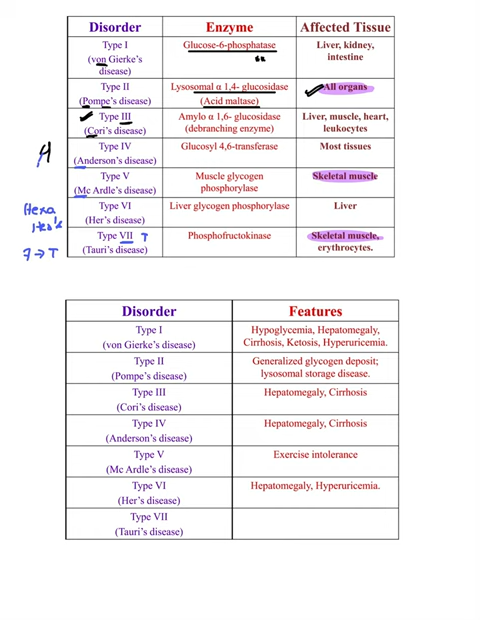 Disorder Enzyme Affected Tissue
Type I Glucose-6-phosphatase Liver, kidney,
(von Gierke's intestine
disease)
Type II Lysosomal α 1,4- glucosidase All organs
(Pompe's disease) (Acid maltase)
Type III Amylo α 1,6- glucosidase Liver, muscle, heart,
(Cori's disease) (debranching enzyme) leukocytes
A
Type IV Glucosyl 4,6-transferase Most tissues
(Anderson's disease)
Type V Muscle glycogen Skeletal muscle
(Mc Ardle's disease) phosphorylase
Hexa
Type VI Liver glycogen phosphorylase Liver
(Her's disease)
Her's
Type VII T Phosphofructokinase Skeletal muscle,
7→T (Tauri's disease) erythrocytes.
Disorder Features
Type I Hypoglycemia, Hepatomegaly,
(von Gierke's disease) Cirrhosis, Ketosis, Hyperuricemia.
Type II Generalized glycogen deposit;
(Pompe's disease) lysosomal storage disease.
Type III Hepatomegaly, Cirrhosis
(Cori's disease)
Type IV Hepatomegaly, Cirrhosis
(Anderson's disease)
Type V Exercise intolerance
(Mc Ardle's disease)
Type VI Hepatomegaly, Hyperuricemia.
(Her's disease)
Type VII
(Tauri's disease)